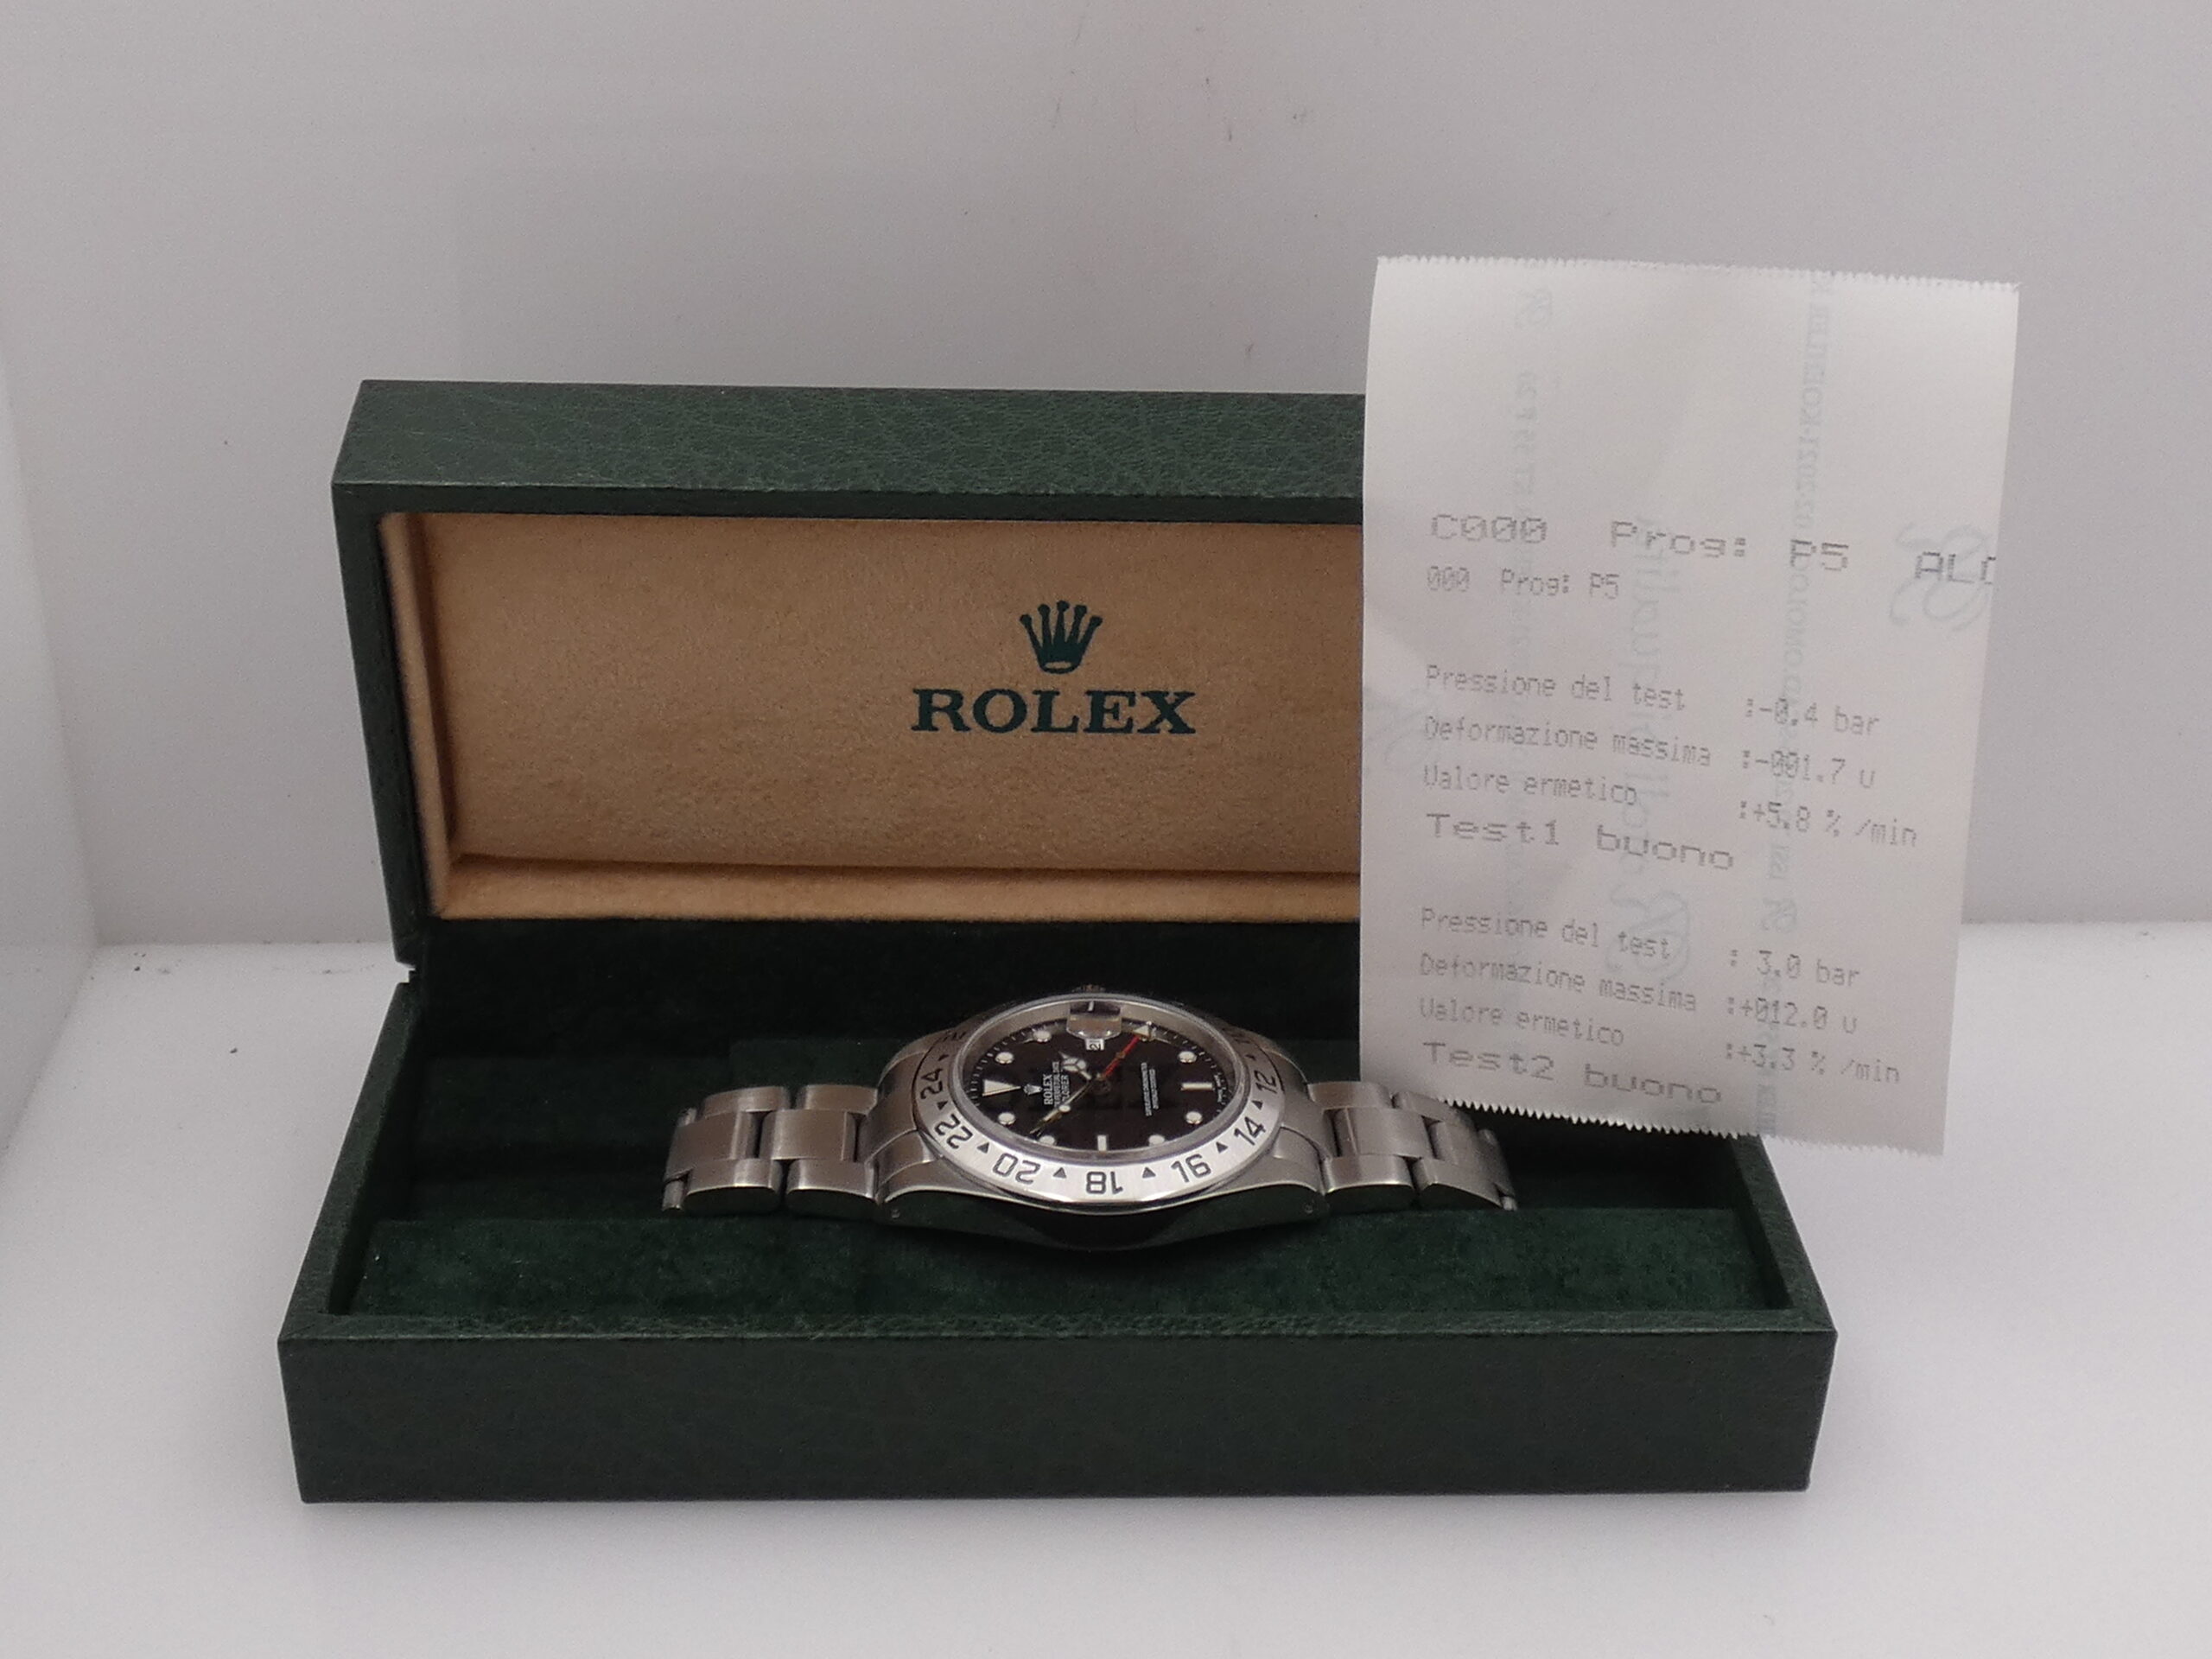 ROLEX
C000 Prog: P5
000 Prog: P5
Pressione del test :-0.4 bar
Deformazione massima :-001.7 u
Valore ermetico :+5.8 % /min
Test1 buono
Pressione del test : 3.0 bar
Deformazione massima :+012.0 u
Valore ermetico :+3.3 % /min
Test2 buono
ROLEX
24
22
20
18
16
14
12